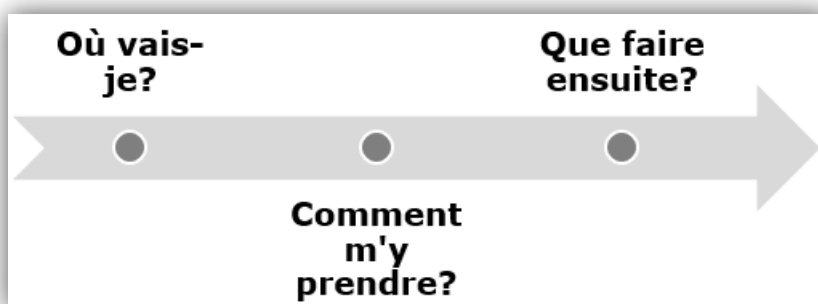 Où vais-
je?
Comment
m'y
prendre?
Que faire
ensuite?